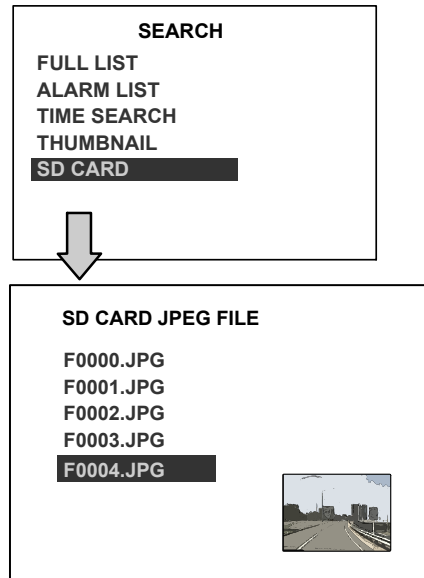 SEARCH
FULL LIST
ALARM LIST
TIME SEARCH
THUMBNAIL
SD CARD
SD CARD JPEG FILE
F0000.JPG
F0001.JPG
F0002.JPG
F0003.JPG
F0004.JPG